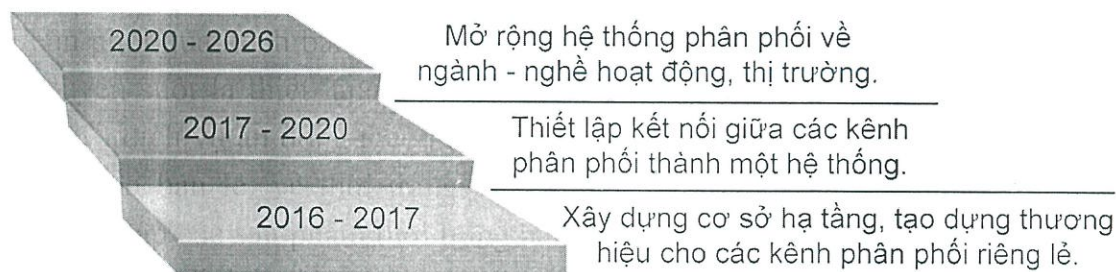 2020 - 2026
Mở rộng hệ thống phân phối về
ngành - nghề hoạt động, thị trường.
2017 - 2020
Thiết lập kết nối giữa các kênh
phân phối thành một hệ thống.
2016 - 2017
Xây dựng cơ sở hạ tầng, tạo dựng thương
hiệu cho các kênh phân phối riêng lẻ.